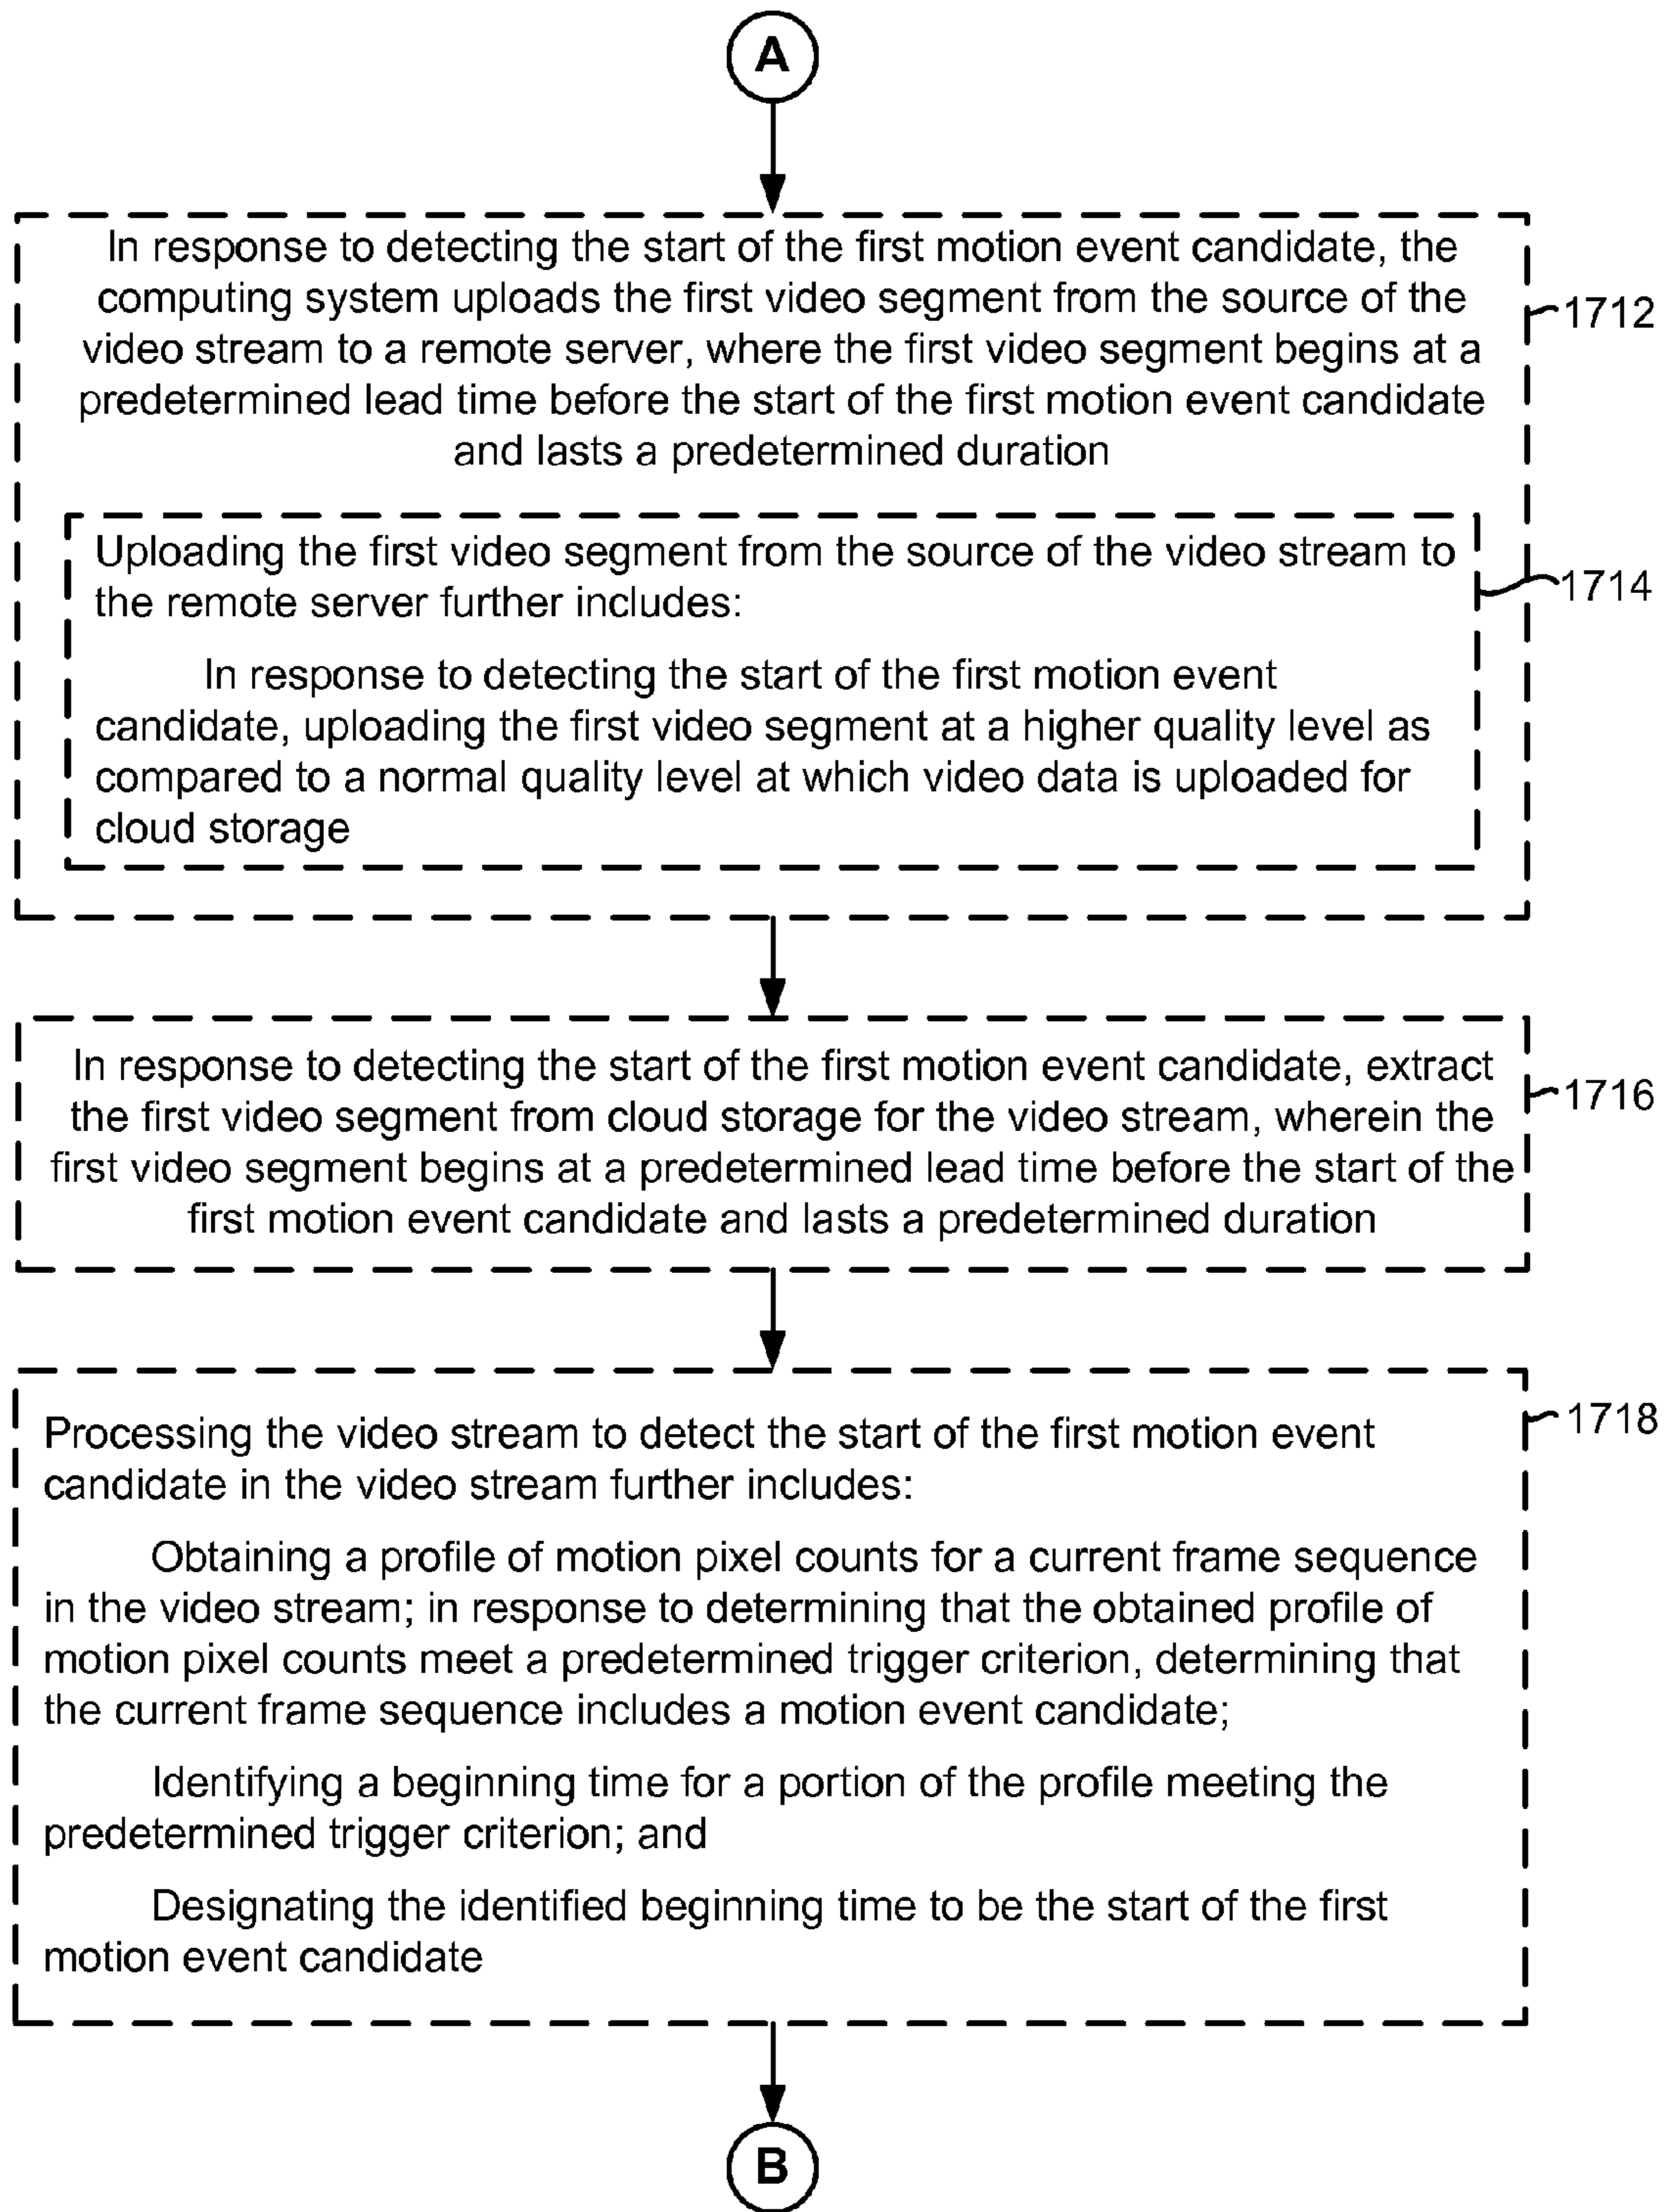 A
In response to detecting the start of the first motion event candidate, the
computing system uploads the first video segment from the source of the
video stream to a remote server, where the first video segment begins at a
predetermined lead time before the start of the first motion event candidate
and lasts a predetermined duration
1712
Uploading the first video segment from the source of the video stream to
the remote server further includes:
1714
In response to detecting the start of the first motion event
candidate, uploading the first video segment at a higher quality level as
compared to a normal quality level at which video data is uploaded for
cloud storage
In response to detecting the start of the first motion event candidate, extract
the first video segment from cloud storage for the video stream, wherein the
first video segment begins at a predetermined lead time before the start of the
first motion event candidate and lasts a predetermined duration
1716
Processing the video stream to detect the start of the first motion event
candidate in the video stream further includes:
1718
Obtaining a profile of motion pixel counts for a current frame sequence
in the video stream; in response to determining that the obtained profile of
motion pixel counts meet a predetermined trigger criterion, determining that
the current frame sequence includes a motion event candidate;
Identifying a beginning time for a portion of the profile meeting the
predetermined trigger criterion; and
Designating the identified beginning time to be the start of the first
motion event candidate
B